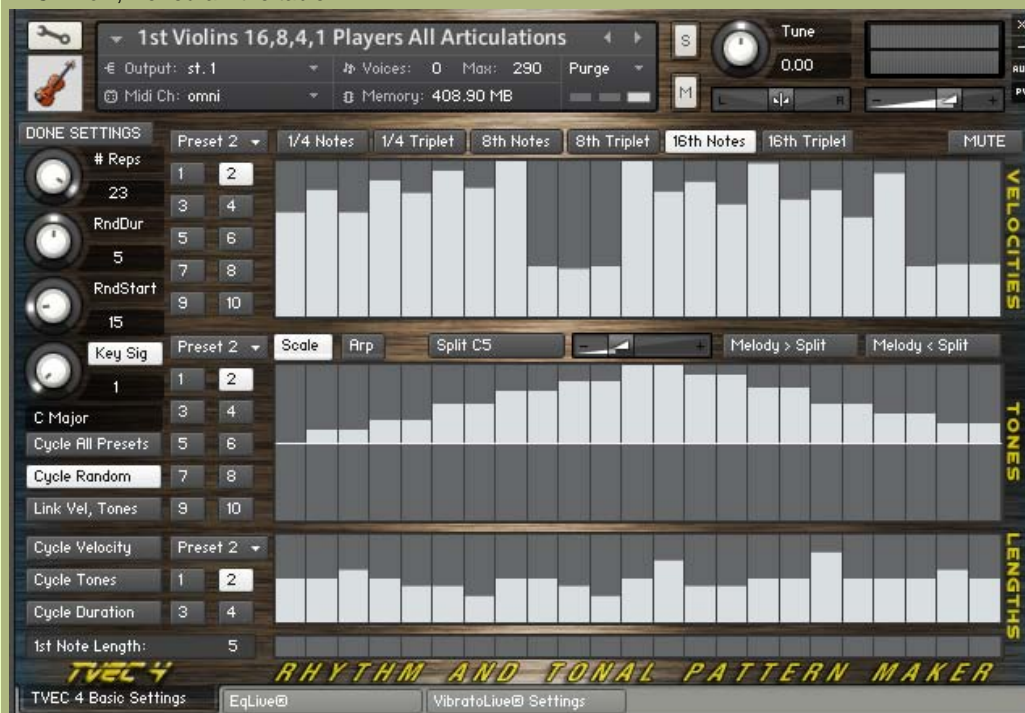 1st Violins 16,8,4,1 Players All Articulations
S
Tune
0.00
Output: st.1
Voices: 0 Max: 290
Purge
Midi Ch: omni
Memory: 408.90 MB
M
L
R
-
+
DONE SETTINGS
Preset 2
1/4 Notes
1/4 Triplet
8th Notes
8th Triplet
16th Notes
16th Triplet
MUTE
# Reps
23
RndDur
5
RndStart
15
1 2
3 4
5 6
7 8
9 10
VELOCITIES
Key Sig
1
C Major
Preset 2
Scale
Arp
Split C5
-
+
Melody > Split
Melody < Split
1 2
3 4
Cycle All Presets
5 6
Cycle Random
7 8
Link Vel, Tones
9 10
TONES
Cycle Velocity
Preset 2
Cycle Tones
1 2
Cycle Duration
3 4
1st Note Length: 5
LENGTHS
TVEC 4
RHYTHM AND TONAL PATTERN MAKER
TVEC 4 Basic Settings
EqLive®
VibratoLive® Settings